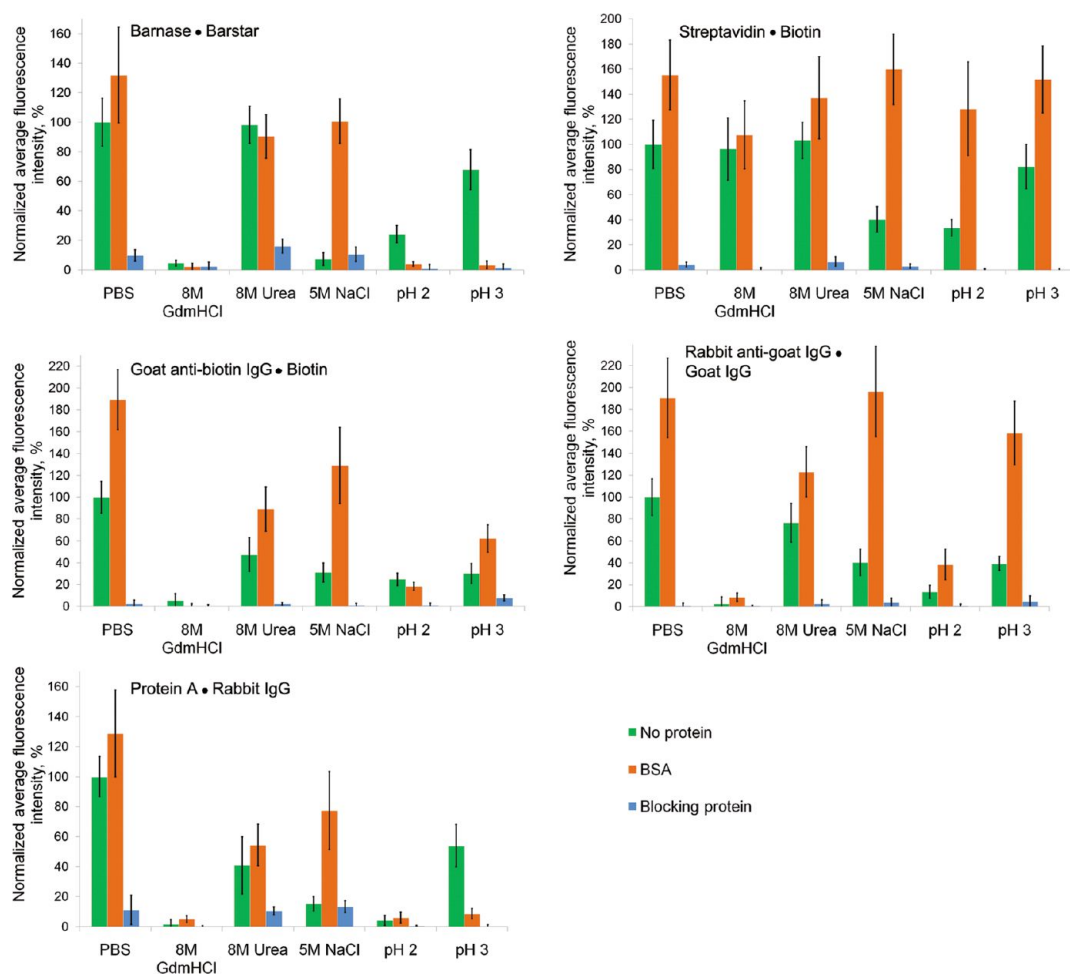 Barnase • Barstar
Normalized average fluorescence
intensity, %
160
140
120
100
80
60
40
20
0
PBS 8M 8M Urea 5M NaCl pH 2 pH 3
GdmHCl
Streptavidin • Biotin
Normalized average fluorescence
intensity, %
200
180
160
140
120
100
80
60
40
20
0
PBS 8M 8M Urea 5M NaCl pH 2 pH 3
GdmHCl
Goat anti-biotin IgG • Biotin
Normalized average fluorescence
intensity, %
220
200
180
160
140
120
100
80
60
40
20
0
PBS 8M 8M Urea 5M NaCl pH 2 pH 3
GdmHCl
Rabbit anti-goat IgG •
Goat IgG
Normalized average fluorescence
intensity, %
220
200
180
160
140
120
100
80
60
40
20
0
PBS 8M 8M Urea 5M NaCl pH 2 pH 3
GdmHCl
Protein A • Rabbit IgG
Normalized average fluorescence
intensity, %
160
140
120
100
80
60
40
20
0
PBS 8M 8M Urea 5M NaCl pH 2 pH 3
GdmHCl
No protein
BSA
Blocking protein